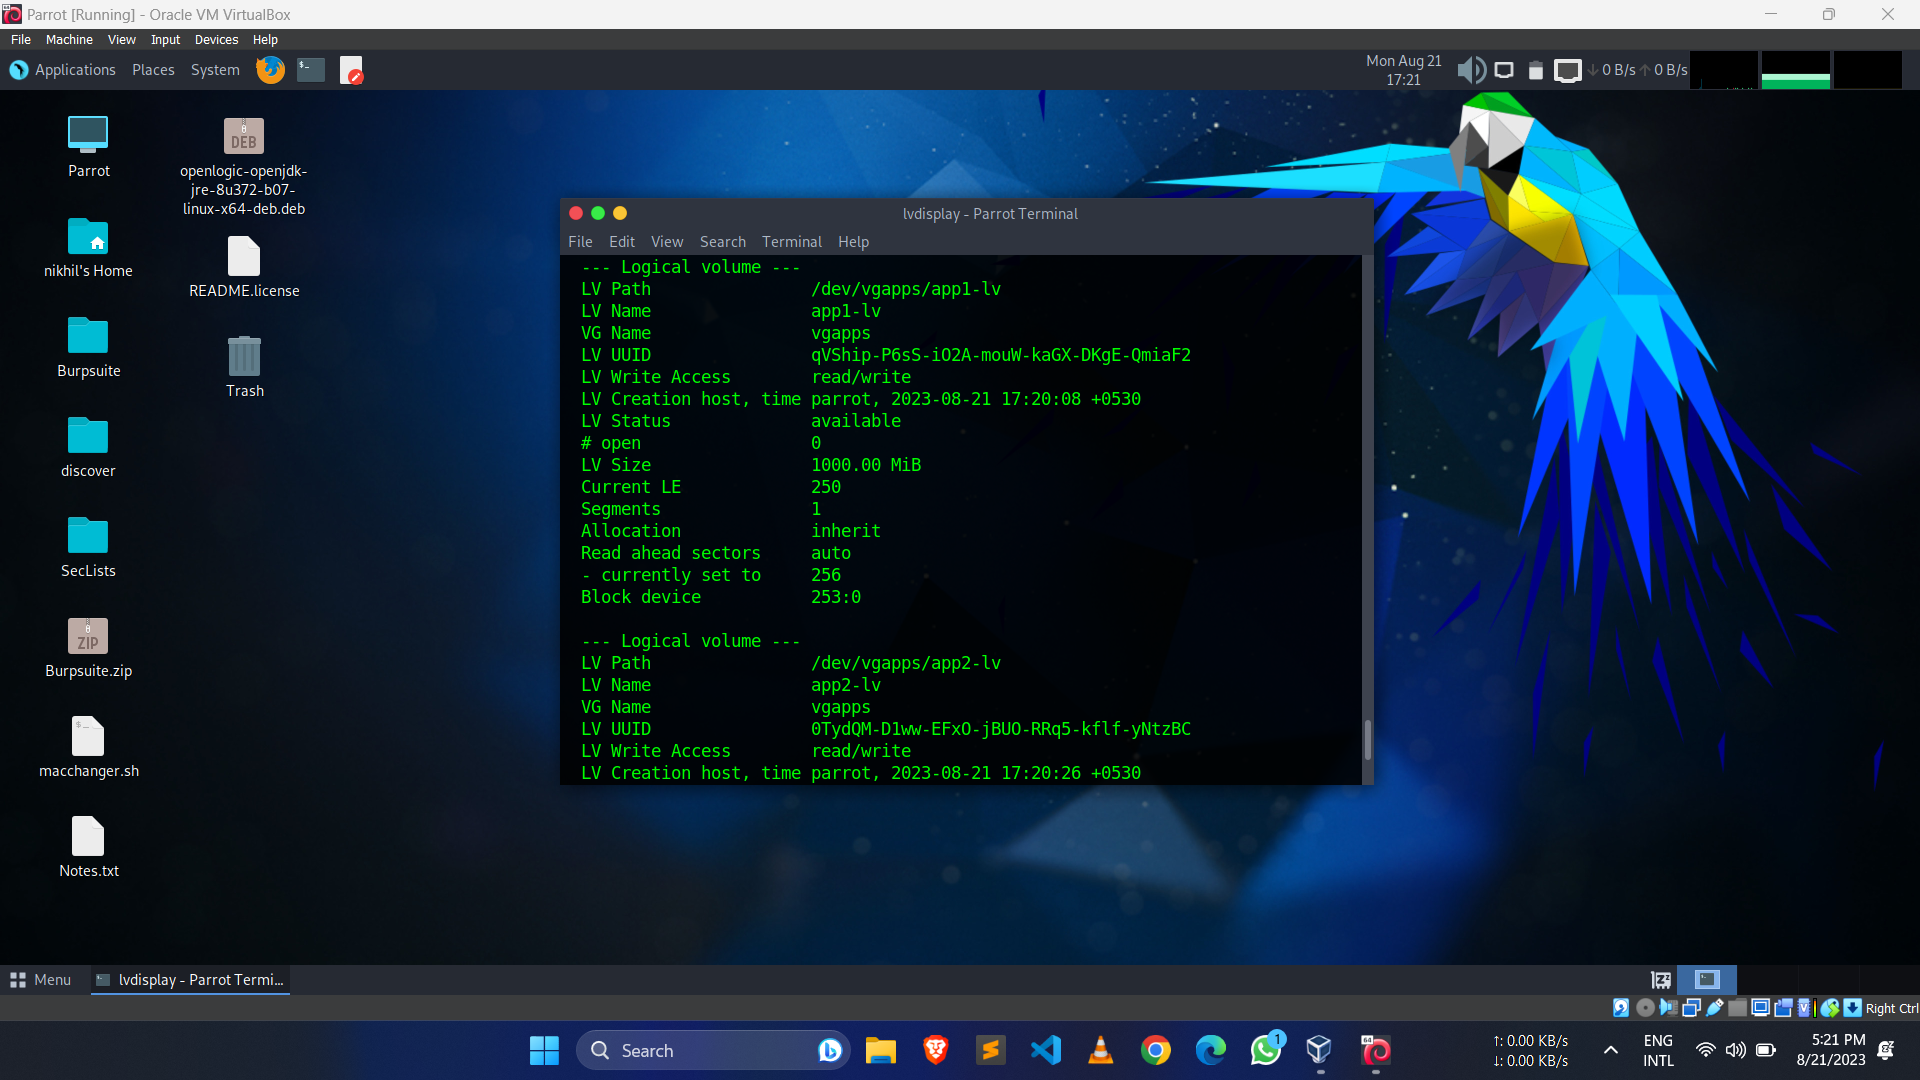 Parrot [Running] - Oracle VM VirtualBox
File Machine View Input Devices Help
Applications Places System
Mon Aug 21
17:21
0 B/s 0 B/s
Parrot
nikhil's Home
Burpsuite
discover
SecLists
ZIP
Burpsuite.zip
$_
macchanger.sh
Notes.txt
DEB
openlogic-openjdk-
jre-8u372-b07-
linux-x64-deb.deb
README.license
Trash
lvdisplay - Parrot Terminal
File Edit View Search Terminal Help
--- Logical volume ---
LV Path                /dev/vgapps/app1-lv
LV Name                app1-lv
VG Name                vgapps
LV UUID                qVShip-P6sS-iO2A-mouW-kaGX-DKgE-QmiaF2
LV Write Access        read/write
LV Creation host, time parrot, 2023-08-21 17:20:08 +0530
LV Status              available
# open                 0
LV Size                1000.00 MiB
Current LE             250
Segments               1
Allocation             inherit
Read ahead sectors     auto
- currently set to     256
Block device           253:0
--- Logical volume ---
LV Path                /dev/vgapps/app2-lv
LV Name                app2-lv
VG Name                vgapps
LV UUID                0TydQM-D1ww-EFxO-jBUO-RRq5-kflf-yNtzBC
LV Write Access        read/write
LV Creation host, time parrot, 2023-08-21 17:20:26 +0530
Menu
lvdisplay - Parrot Termi...
Right Ctrl
Search
1
64
↑: 0.00 KB/s
↓: 0.00 KB/s
ENG
INTL
5:21 PM
8/21/2023